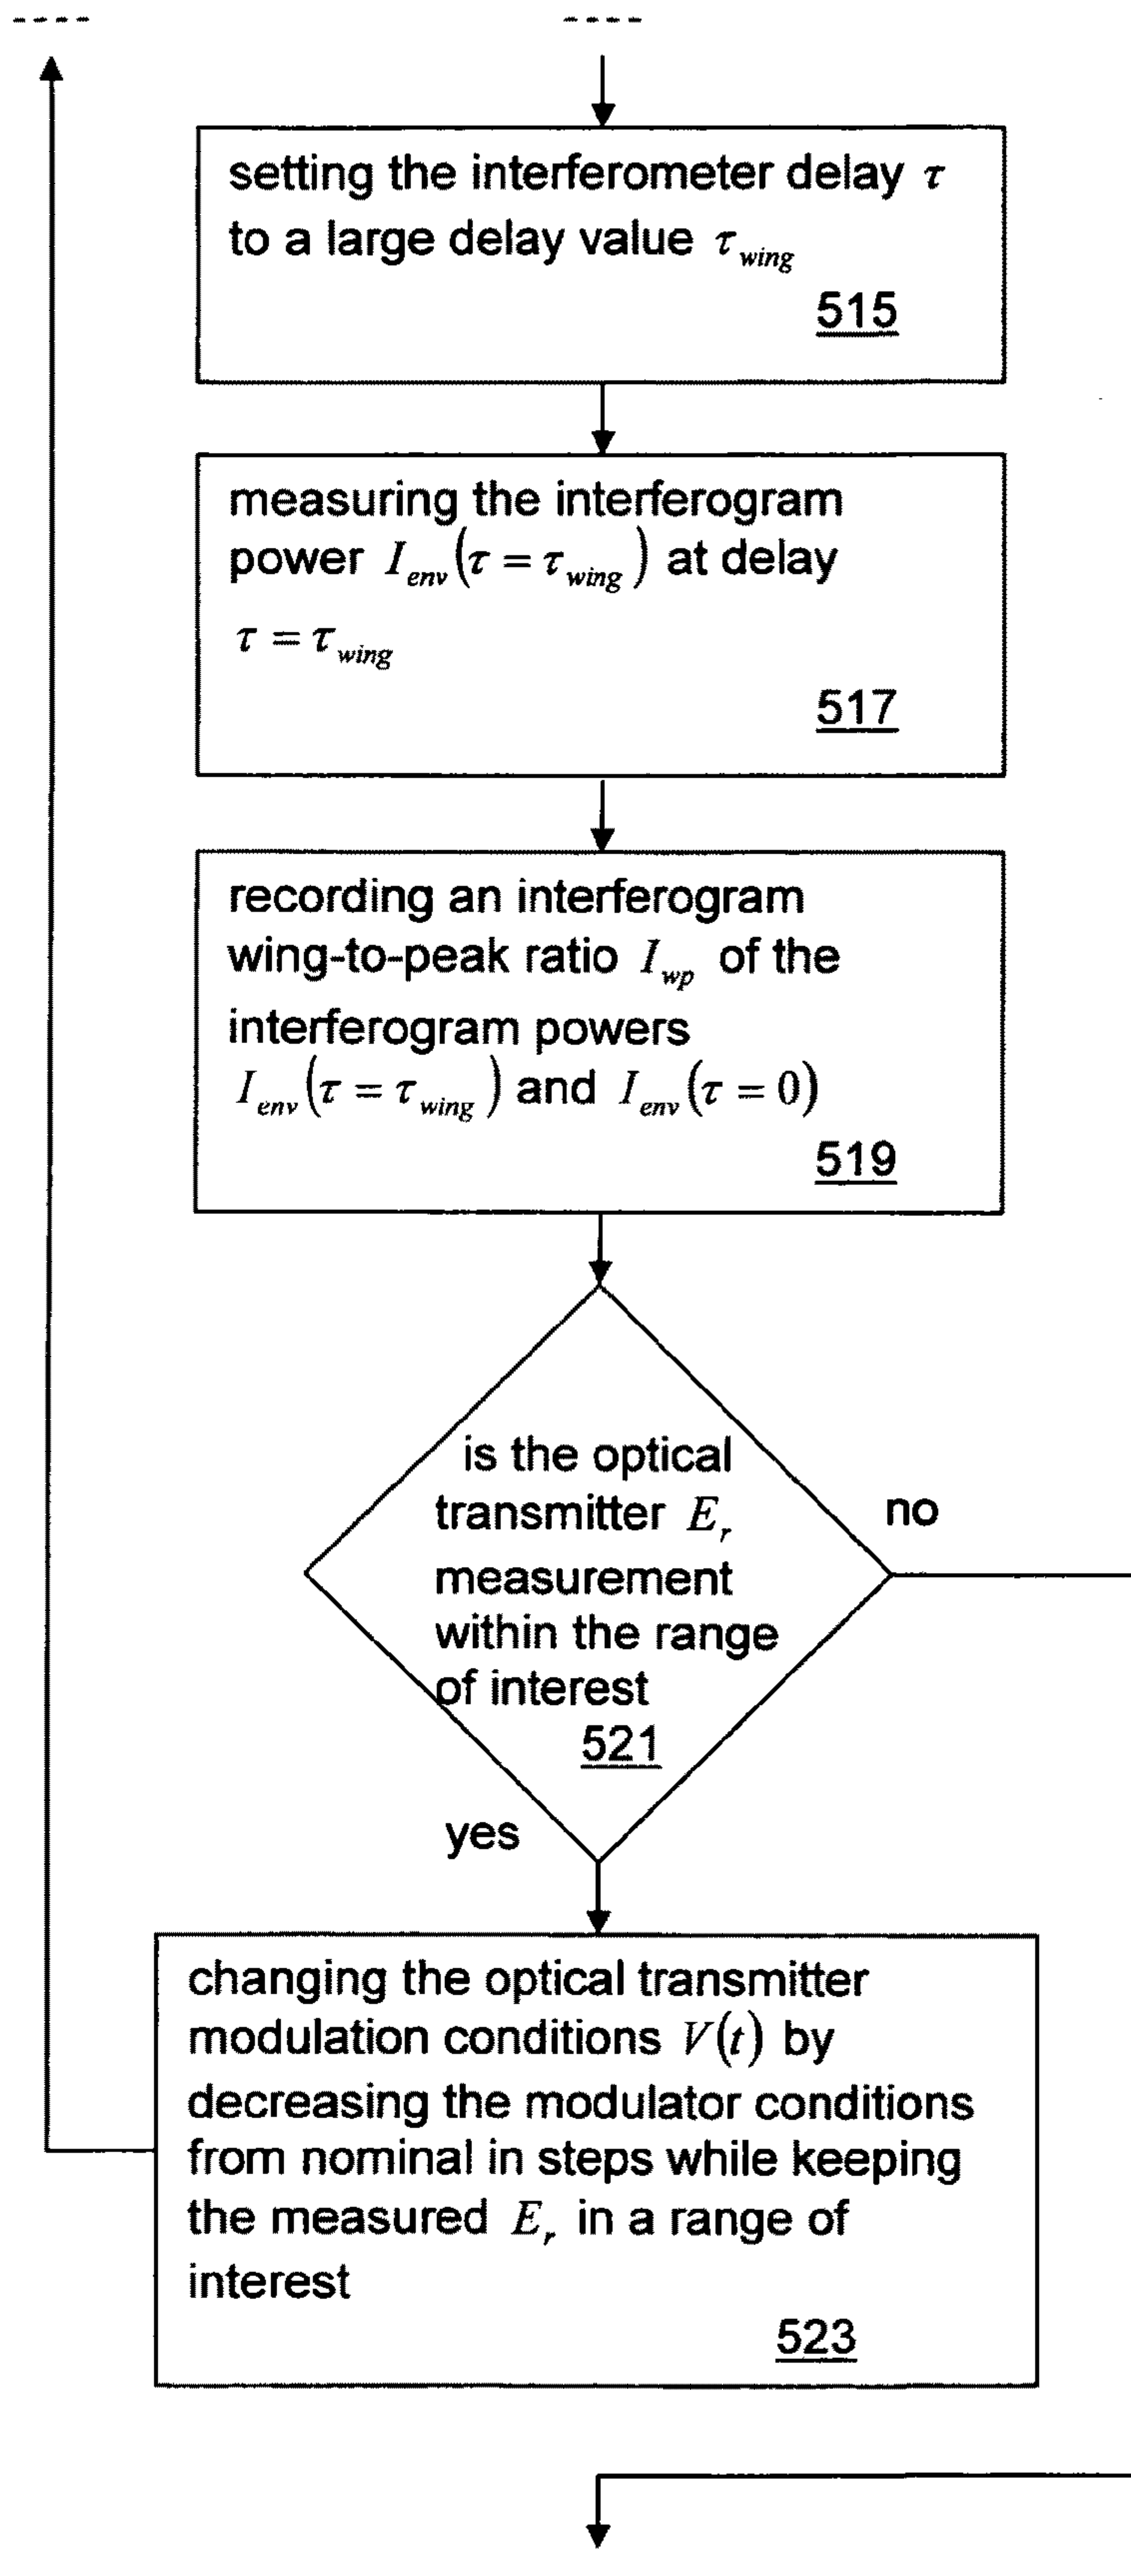 setting the interferometer delay τ
to a large delay value τ_wing
515
measuring the interferogram
power I_env(τ = τ_wing) at delay
τ = τ_wing
517
recording an interferogram
wing-to-peak ratio I_wp of the
interferogram powers
I_env(τ = τ_wing) and I_env(τ = 0)
519
is the optical
transmitter E_r
measurement
within the range
of interest
521
no
yes
changing the optical transmitter
modulation conditions V(t) by
decreasing the modulator conditions
from nominal in steps while keeping
the measured E_r in a range of
interest
523